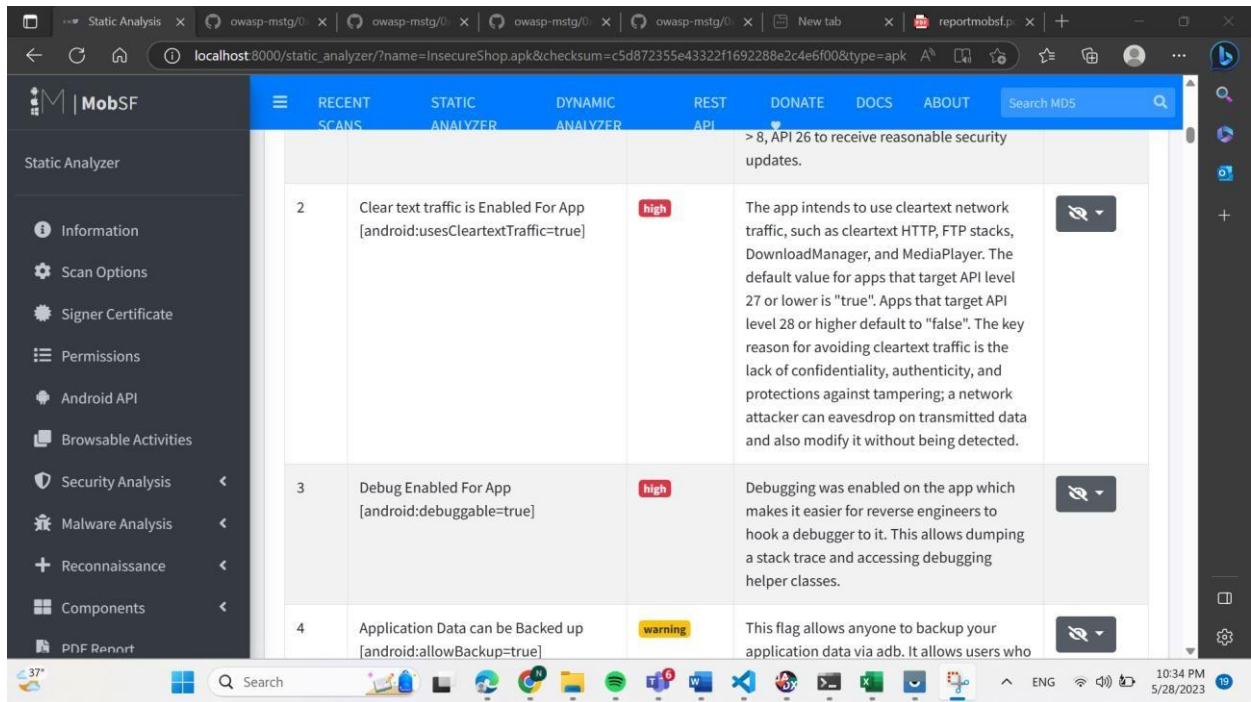 Static Analysis
owasp-mstg/0
owasp-mstg/0
owasp-mstg/0
owasp-mstg/0
New tab
reportmobsf.p
localhost:8000/static_analyzer/?name=InsecureShop.apk&checksum=c5d872355e43322f1692288e2c4e6f00&type=apk
MobSF
RECENT SCANS
STATIC ANALYZER
DYNAMIC ANALYZER
REST API
DONATE
DOCS
ABOUT
Search MD5
Static Analyzer
Information
Scan Options
Signer Certificate
Permissions
Android API
Browsable Activities
Security Analysis
Malware Analysis
Reconnaissance
Components
PDF Report
> 8, API 26 to receive reasonable security
updates.
2
Clear text traffic is Enabled For App
[android:usesCleartextTraffic=true]
high
The app intends to use cleartext network
traffic, such as cleartext HTTP, FTP stacks,
DownloadManager, and MediaPlayer. The
default value for apps that target API level
27 or lower is "true". Apps that target API
level 28 or higher default to "false". The key
reason for avoiding cleartext traffic is the
lack of confidentiality, authenticity, and
protections against tampering; a network
attacker can eavesdrop on transmitted data
and also modify it without being detected.
3
Debug Enabled For App
[android:debuggable=true]
high
Debugging was enabled on the app which
makes it easier for reverse engineers to
hook a debugger to it. This allows dumping
a stack trace and accessing debugging
helper classes.
4
Application Data can be Backed up
[android:allowBackup=true]
warning
This flag allows anyone to backup your
application data via adb. It allows users who
37°
Search
6
ENG
10:34 PM
5/28/2023
19